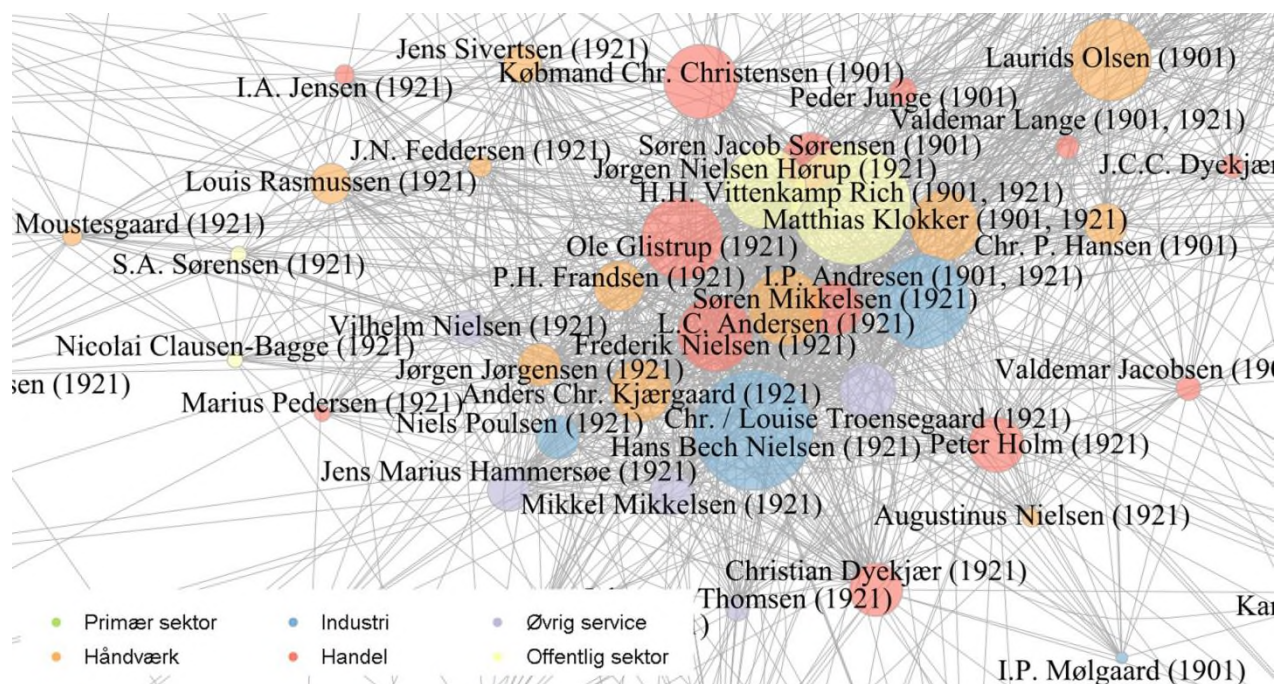 Jens Sivertsen (1921)
Købmand Chr. Christensen (1901)
Laurids Olsen (1901)
I.A. Jensen (1921)
Peder Junge (1901)
Valdemar Lange (1901, 1921)
Søren Jacob Sørensen (1901)
J.N. Feddersen (1921)
Jørgen Nielsen Hørup (1921)
J.C.C. Dyekjær
Louis Rasmussen (1921)
H.H. Vittenkamp Rich (1901, 1921)
Moustesgaard (1921)
Matthias Klokker (1901, 1921)
Ole Glistrup (1921)
Chr. P. Hansen (1901)
S.A. Sørensen (1921)
P.H. Frandsen (1921)
I.P. Andresen (1901, 1921)
Søren Mikkelsen (1921)
Vilhelm Nielsen (1921)
L.C. Andersen (1921)
Nicolai Clausen-Bagge (1921)
Frederik Nielsen (1921)
Jørgen Jørgensen (1921)
Valdemar Jacobsen (190
sen (1921)
Anders Chr. Kjærgaard (1921)
Marius Pedersen (1921)
Niels Poulsen (1921)
Chr. / Louise Troensegaard (1921)
Hans Bech Nielsen (1921)
Peter Holm (1921)
Jens Marius Hammersøe (1921)
Mikkel Mikkelsen (1921)
Augustinus Nielsen (1921)
Christian Dyekjær (1921)
Thomsen (1921)
Kar
I.P. Mølgaard (1901)
Primær sektor
Industri
Øvrig service
Håndværk
Handel
Offentlig sektor